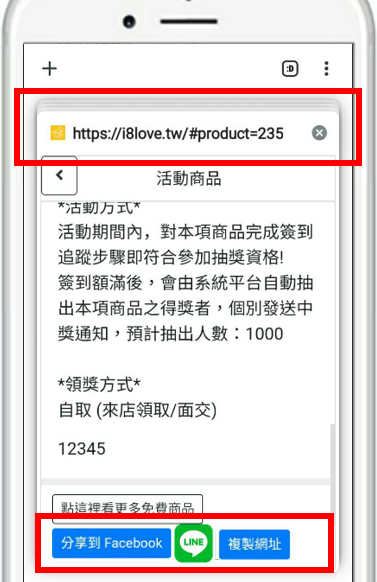 :D
https://i8love.tw/#product=235
活動商品
*活動方式*
活動期間內，對本項商品完成簽到
追蹤步驟即符合參加抽獎資格!
簽到額滿後，會由系統平台自動抽
出本項商品之得獎者，個別發送中
獎通知，預計抽出人數：1000
*領獎方式*
自取 (來店領取/面交)
12345
點這裡看更多免費商品
分享到 Facebook LINE 複製網址